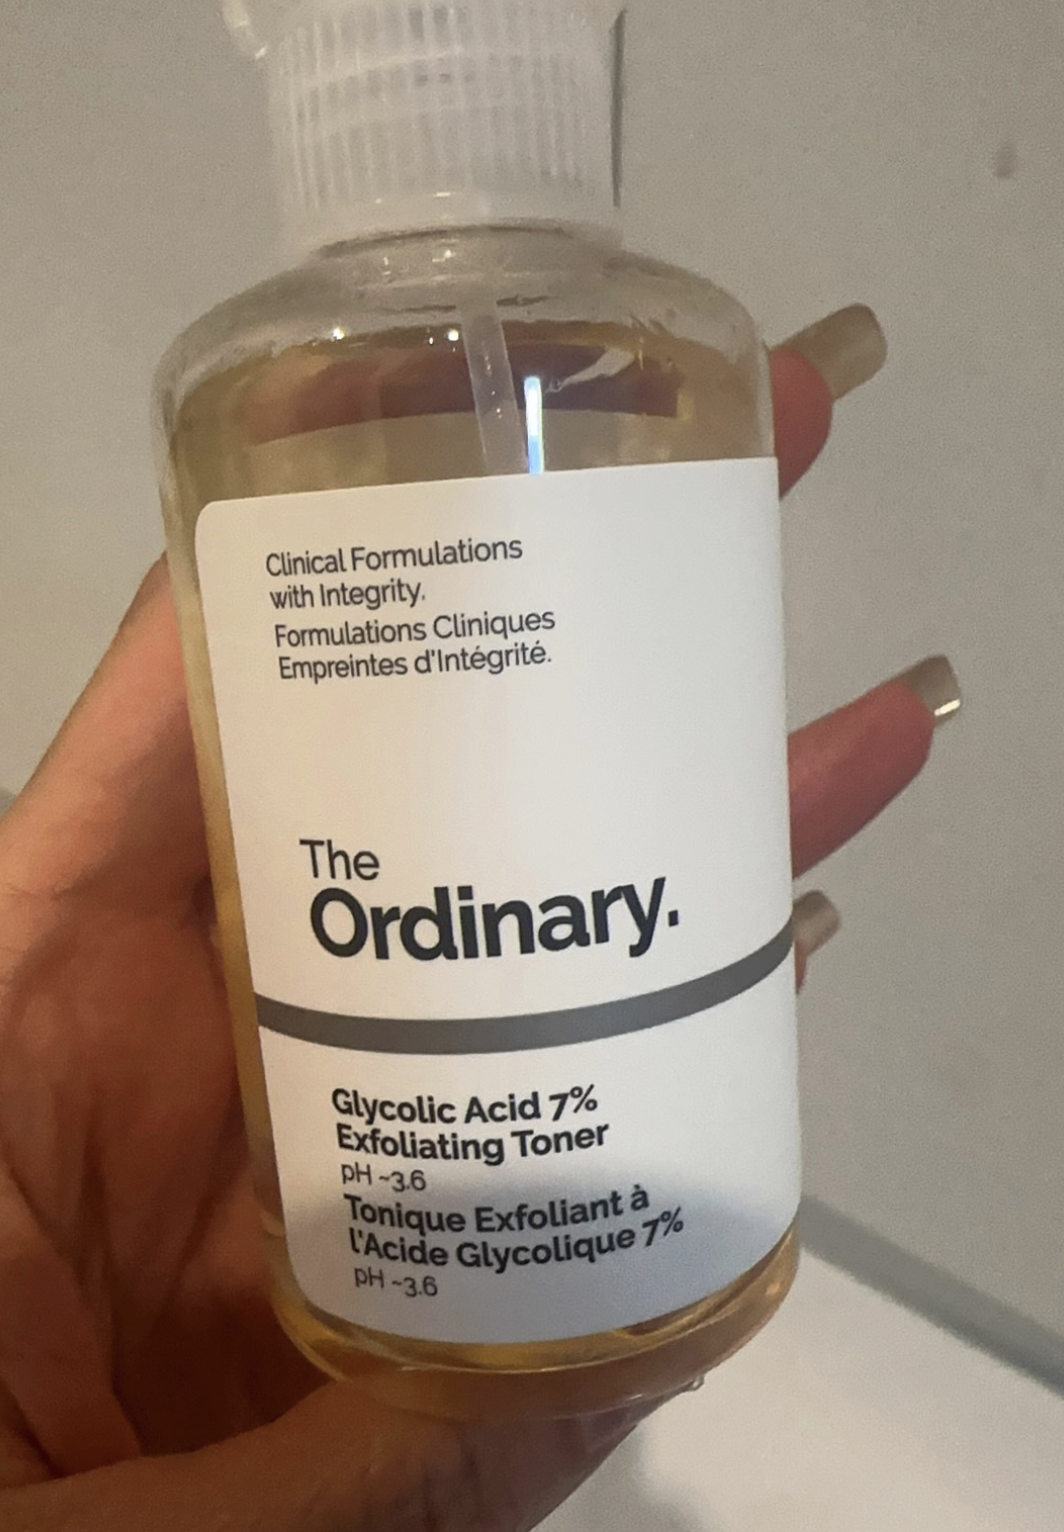 Clinical Formulations
with Integrity.
Formulations Cliniques
Empreintes d'Intégrité.
The
Ordinary.
Glycolic Acid 7%
Exfoliating Toner
pH ~3.6
Tonique Exfoliant à
l'Acide Glycolique 7%
pH ~3.6